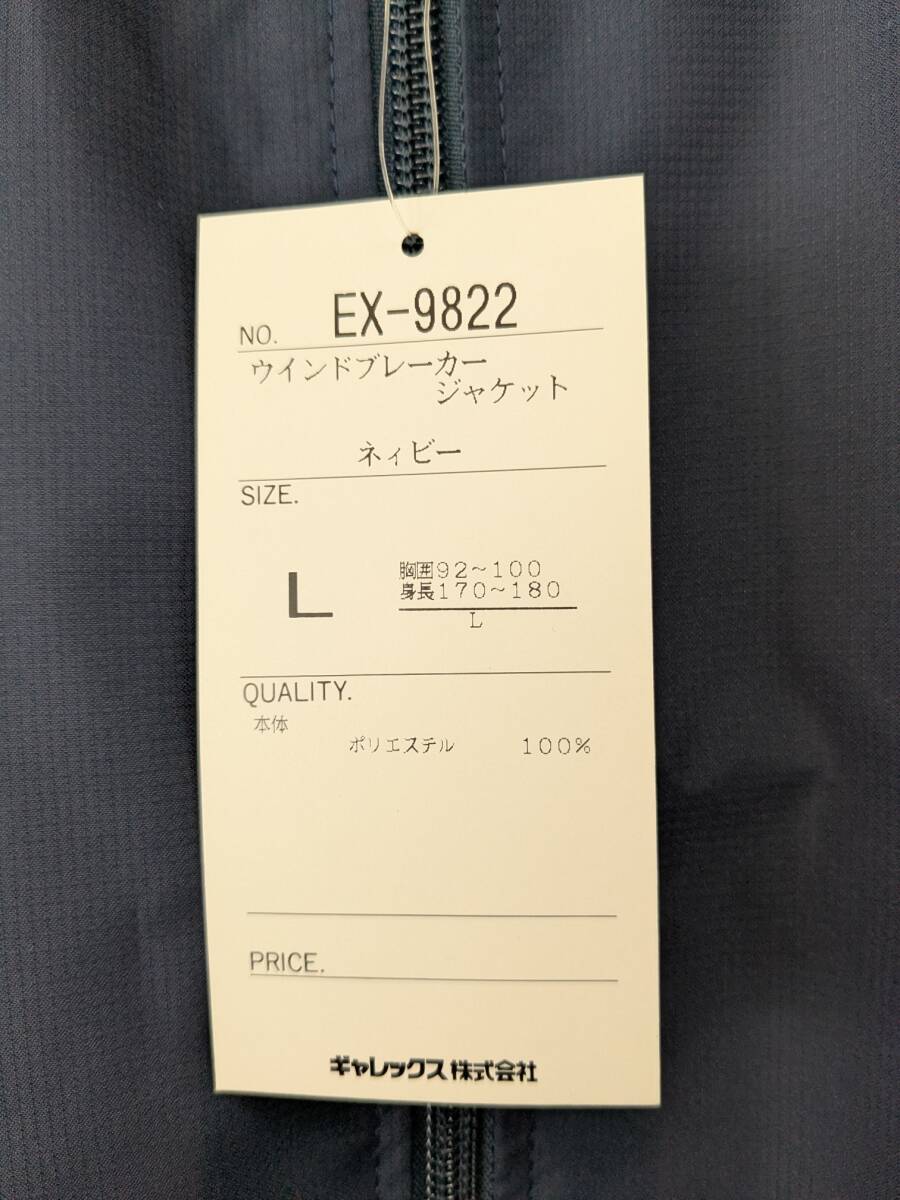 NO. EX-9822
ウインドブレーカー
ジャケット
ネィビー
SIZE.
L
胸囲92~100
身長170~180
L
QUALITY.
本体
ポリエステル 100%
PRICE.
ギャレックス株式会社